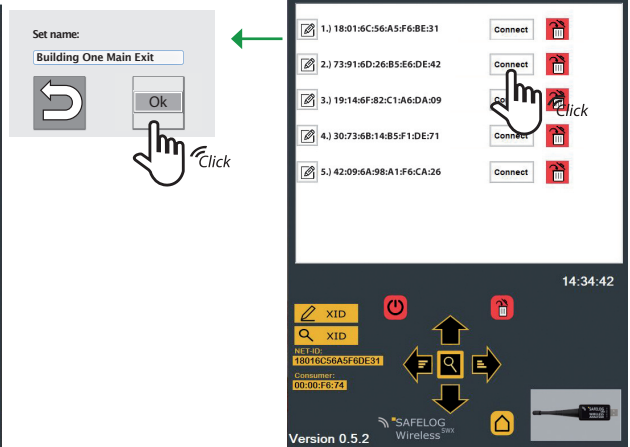 Set name:
Building One Main Exit
Ok
Click
1.) 18:01:6C:56:A5:F6:BE:31 Connect
2.) 73:91:6D:26:B5:E6:DE:42 Connect
3.) 19:14:6F:82:C1:A6:DA:09
Click
4.) 30:73:6B:14:B5:F1:DE:71 Connect
5.) 42:09:6A:98:A1:F6:CA:26 Connect
14:34:42
XID
XID
NET-ID:
18016C56A5F6DE31
Consumer:
00:00:F6:74
SAFELOG
Wireless SWX
Version 0.5.2